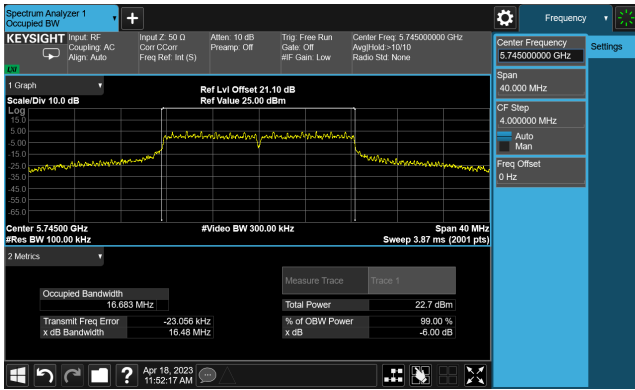 Spectrum Analyzer 1
Occupied BW
Frequency
KEYSIGHT
Input: RF
Coupling: AC
Align: Auto
Input Z: 50 Ω
Corr CCorr
Freq Ref: Int (S)
Atten: 10 dB
Preamp: Off
Trig: Free Run
Gate: Off
#IF Gain: Low
Center Freq: 5.745000000 GHz
Avg|Hold >10/10
Radio Std: None
LXI
Center Frequency
5.745000000 GHz
Settings
Span
40.000 MHz
CF Step
4.000000 MHz
Auto
Man
Freq Offset
0 Hz
1 Graph
Scale/Div 10.0 dB
Ref Lvl Offset 21.10 dB
Ref Value 25.00 dBm
Log
15.0
5.00
-5.00
-15.0
-25.0
-35.0
-45.0
-55.0
-65.0
Center 5.74500 GHz
#Res BW 100.00 kHz
#Video BW 300.00 kHz
Span 40 MHz
Sweep 3.87 ms (2001 pts)
2 Metrics
Measure Trace Trace 1
Occupied Bandwidth
16.683 MHz
Total Power 22.7 dBm
Transmit Freq Error -23.056 kHz
x dB Bandwidth 16.48 MHz
% of OBW Power 99.00 %
x dB -6.00 dB
Apr 18, 2023
11:52:17 AM